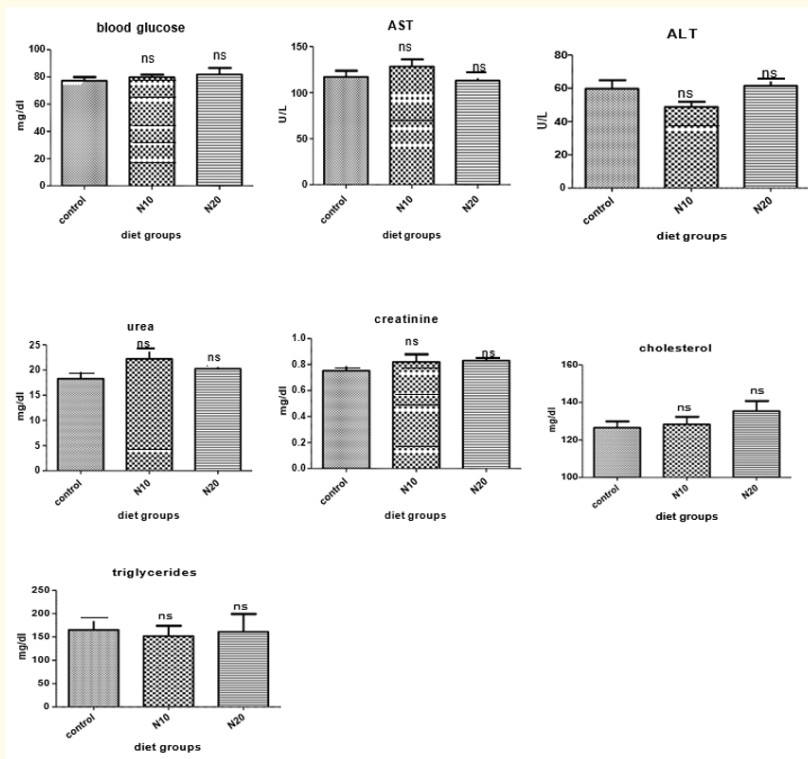 blood glucose
mg/dl
100
80
60
40
20
0
ns
ns
control
N10
N20
diet groups
AST
U/L
150
100
50
0
ns
ns
control
N10
N20
diet groups
ALT
U/L
80
60
40
20
0
ns
ns
control
N10
N20
diet groups
urea
mg/dl
25
20
15
10
5
0
ns
ns
control
N10
N20
diet groups
creatinine
mg/dl
1.0
0.8
0.6
0.4
0.2
0.0
ns
ns
control
N10
N20
diet groups
cholesterol
mg/dl
160
140
120
100
ns
ns
control
N10
N20
diet groups
triglycerides
mg/dl
250
200
150
100
50
0
ns
ns
control
N10
N20
diet groups